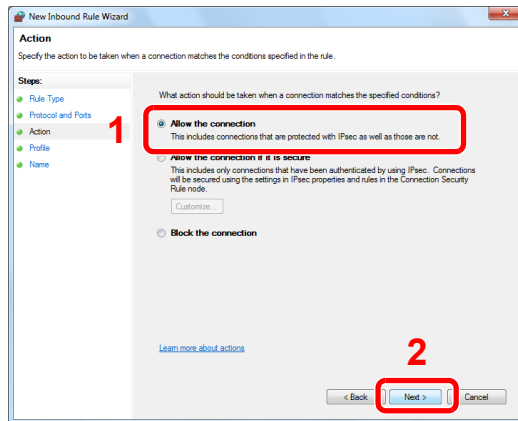 New Inbound Rule Wizard
Action
Specify the action to be taken when a connection matches the conditions specified in the rule.
Steps:
Rule Type
Protocol and Ports
Action
Profile
Name
What action should be taken when a connection matches the specified conditions?
1
Allow the connection
This includes connections that are protected with IPsec as well as those are not.
Allow the connection if it is secure
This includes only connections that have been authenticated by using IPsec. Connections
will be secured using the settings in IPsec properties and rules in the Connection Security
Rule node.
Customize...
Block the connection
Learn more about actions
2
< Back
Next >
Cancel